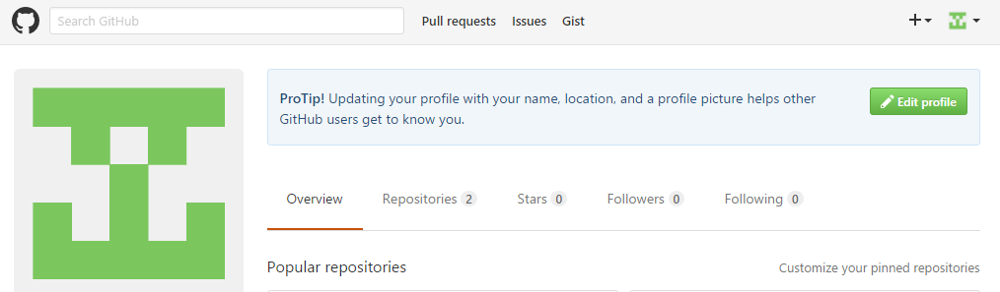 Search GitHub
Pull requests Issues Gist
ProTip! Updating your profile with your name, location, and a profile picture helps other
GitHub users get to know you.
Edit profile
Overview Repositories 2 Stars 0 Followers 0 Following 0
Popular repositories
Customize your pinned repositories